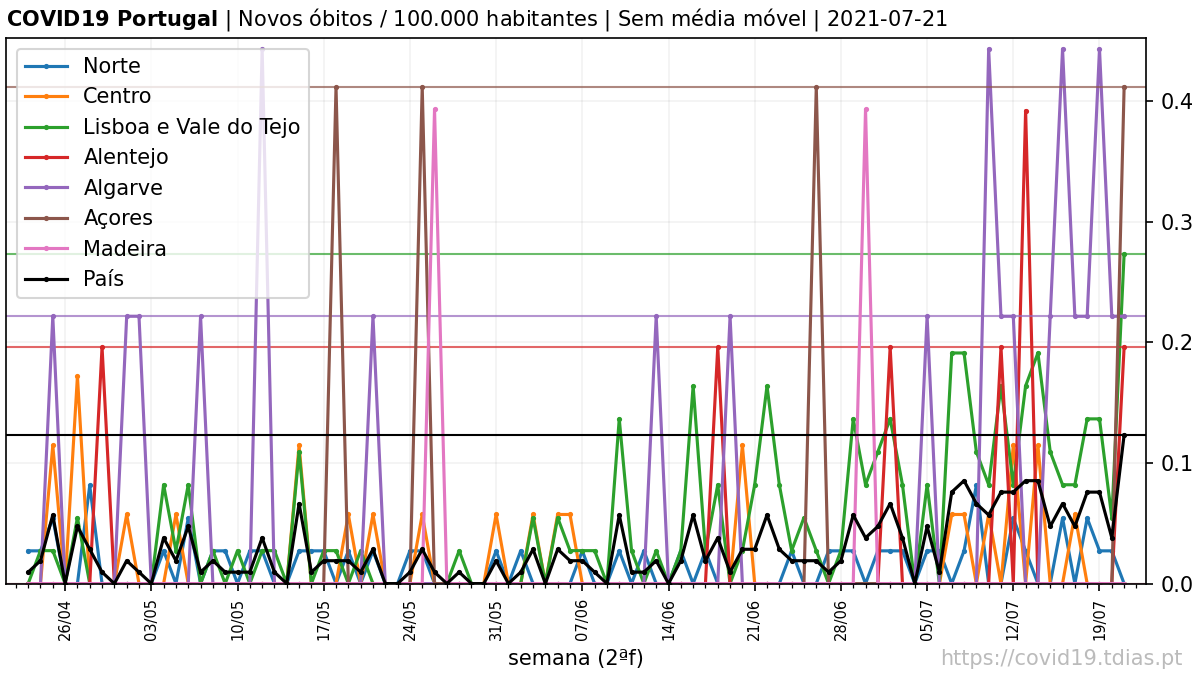 COVID19 Portugal | Novos óbitos / 100.000 habitantes | Sem média móvel | 2021-07-21
Norte
Centro
Lisboa e Vale do Tejo
Alentejo
Algarve
Açores
Madeira
País
0.4
0.3
0.2
0.1
0.0
26/04
03/05
10/05
17/05
24/05
31/05
07/06
14/06
21/06
28/06
05/07
12/07
19/07
semana (2ªf)
https://covid19.tdias.pt